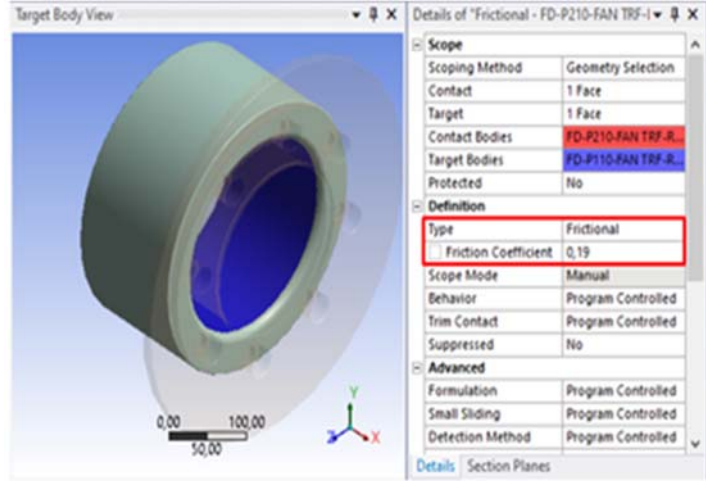 Target Body View
Details of "Frictional - FD-P210-FAN TRF-I
Scope
Scoping Method Geometry Selection
Contact 1 Face
Target 1 Face
Contact Bodies FD-P210-FAN TRF-R...
Target Bodies FD-P110-FAN TRF-R...
Protected No
Definition
Type Frictional
Friction Coefficient 0,19
Scope Mode Manual
Behavior Program Controlled
Trim Contact Program Controlled
Suppressed No
Advanced
Formulation Program Controlled
Small Sliding Program Controlled
Detection Method Program Controlled
Details Section Planes
0,00 100,00
50,00
Y
Z X